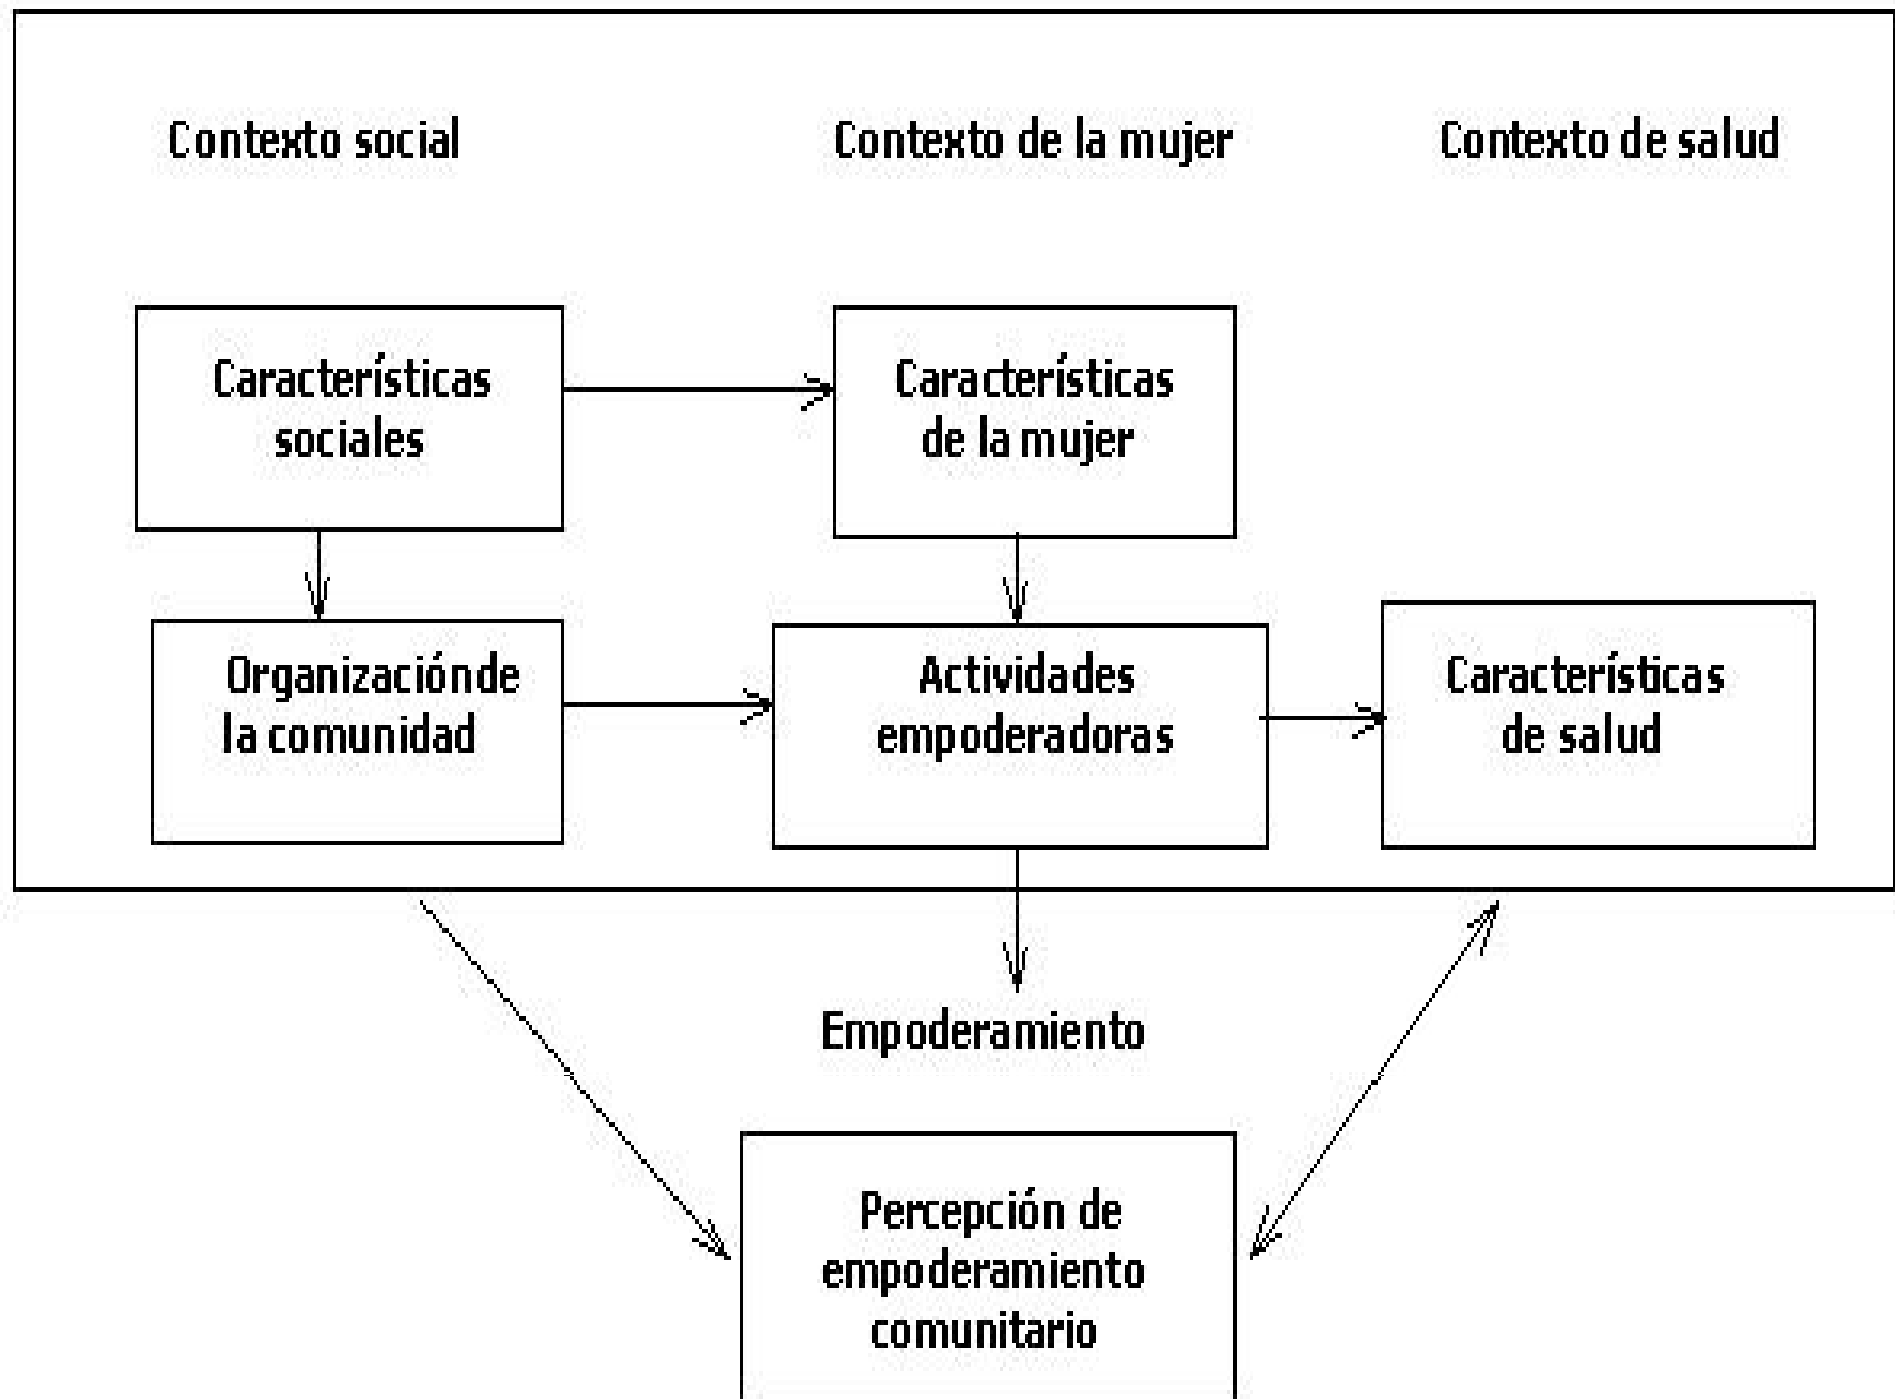 Contexto social
Contexto de la mujer
Contexto de salud
Características
sociales
Características
de la mujer
Organizaciónde
la comunidad
Actividades
empoderadoras
Características
de salud
Empoderamiento
Percepción de
empoderamiento
comunitario